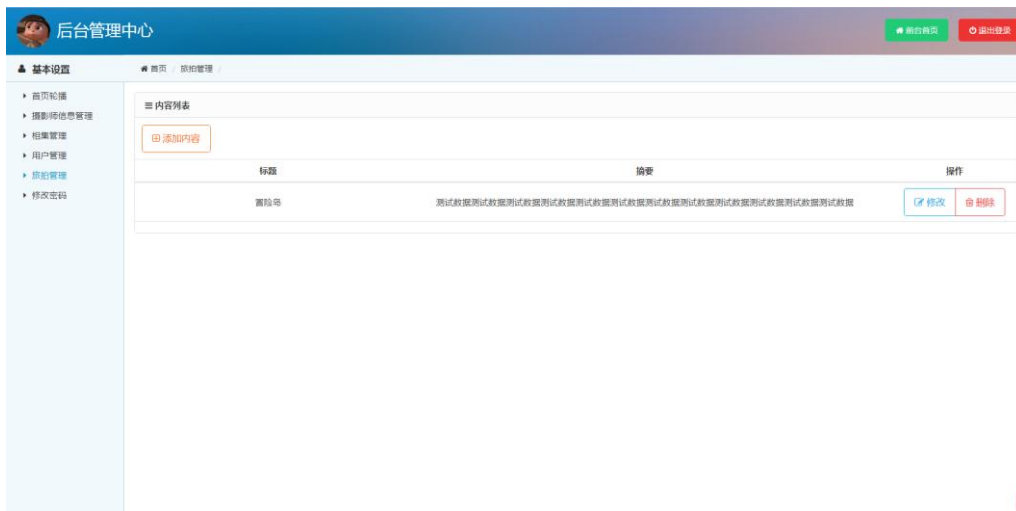 后台管理中心
前台首页
退出登录
基本设置
首页 / 旅拍管理 /
首页轮播
摄影师信息管理
相集管理
用户管理
旅拍管理
修改密码
内容列表
添加内容
标题 摘要 操作
冒险岛 测试数据测试数据测试数据测试数据测试数据测试数据测试数据测试数据测试数据测试数据测试数据测试数据 修改 删除